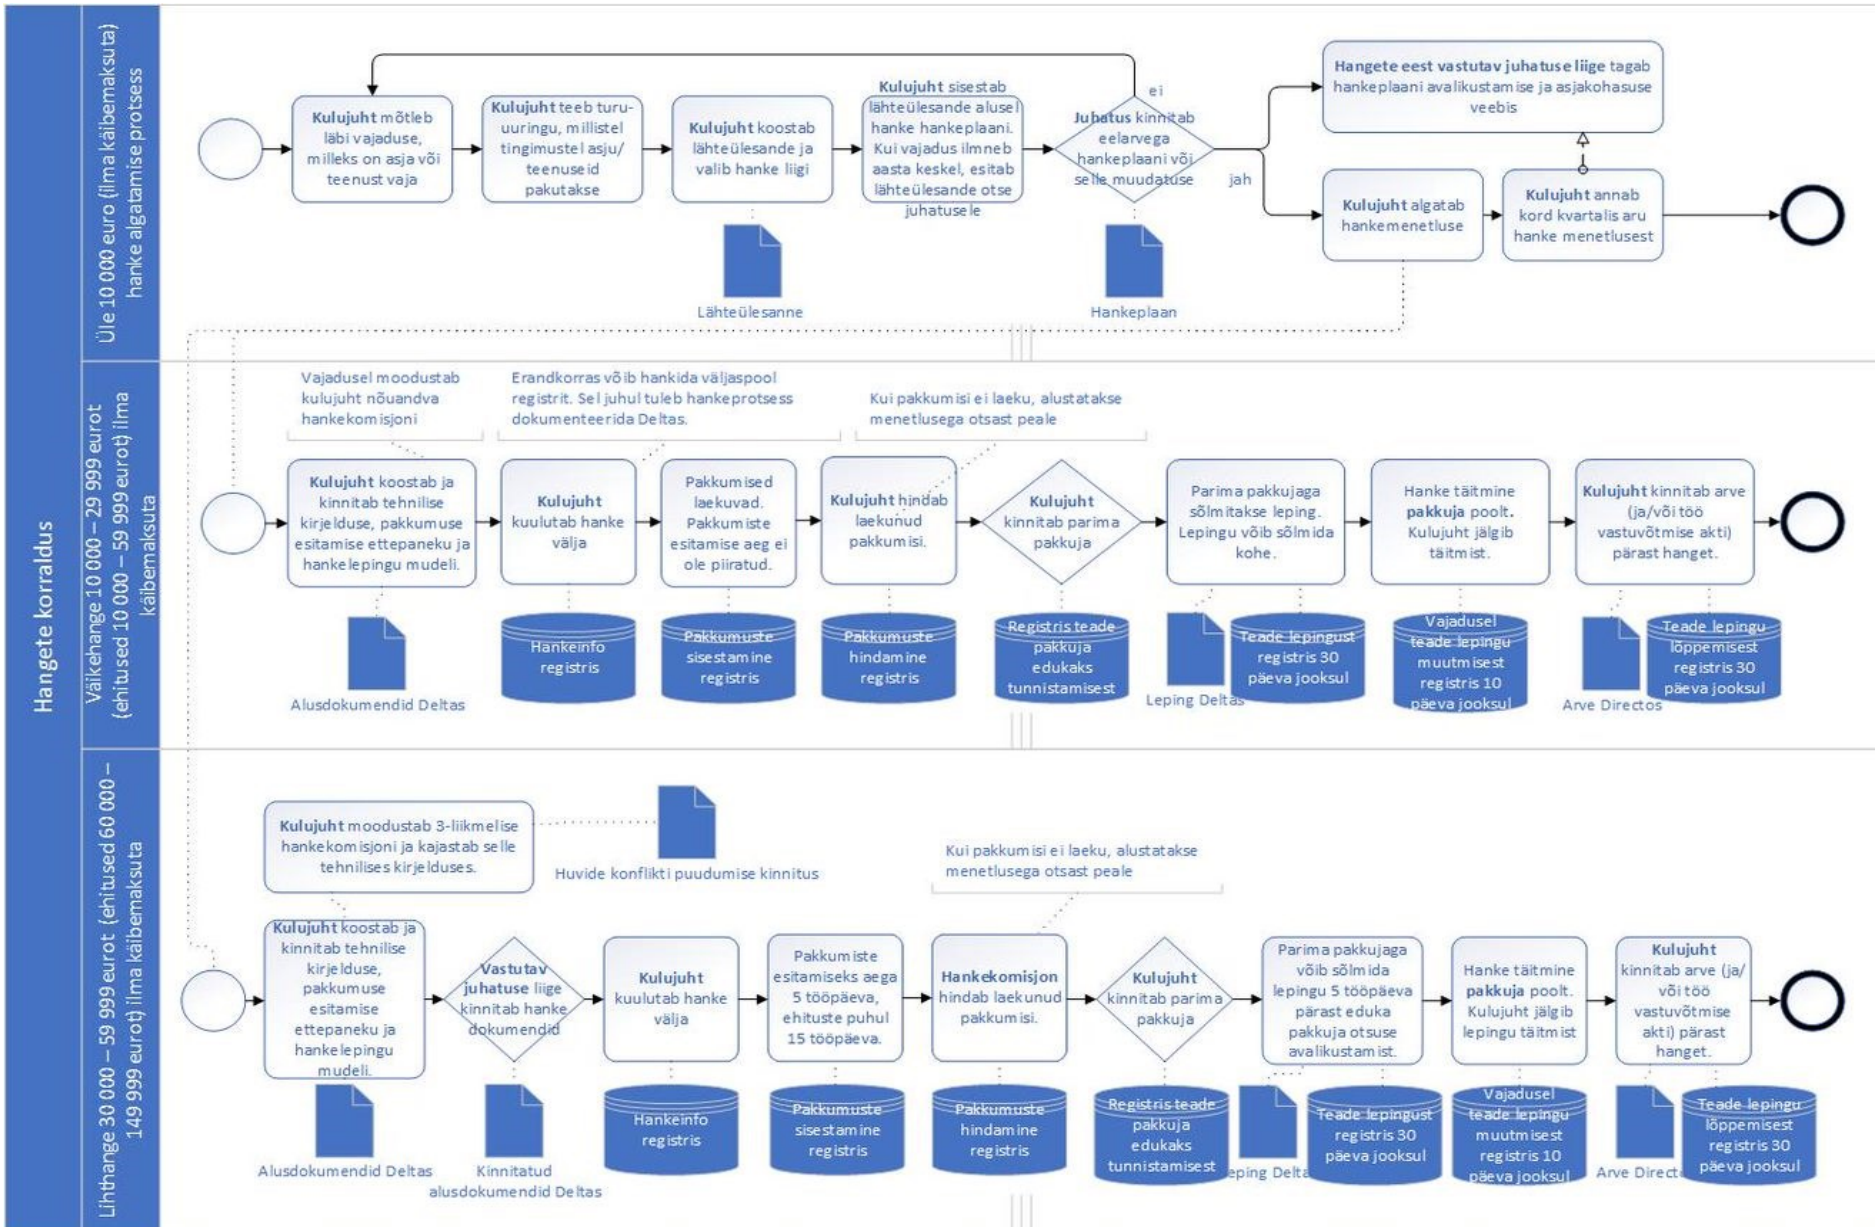 Hangete korraldus
Üle 10 000 euro (ilma käibemaksuta)
hanke algatamise protsess
Kulujuht mõtleb
läbi vajaduse,
milleks on asja või
teenust vaja
Kulujuht teeb turu-
uuringu, millistel
tingimustel asju/
teenuseid
pakutakse
Kulujuht koostab
lähteülesande ja
valib hanke liigi
Kulujuht sisestab
lähteülesande alusel
hanke hankeplaani.
Kui vajadus ilmneb
aasta keskel, esitab
lähteülesande otse
juhatusele
ei
Juhatus kinnitab
eelarvega
hankeplaani või
selle muudatuse
jah
Hangete eest vastutav juhatuse liige tagab
hankeplaani avalikustamise ja asjakohasuse
veebis
Kulujuht algatab
hankemenetluse
Kulujuht annab
kord kvartalis aru
hanke menetlusest
Lähteülesanne
Hankeplaan
Väikehange 10 000 – 29 999 eurot
(ehitused 10 000 – 59 999 eurot) ilma
käibemaksuta
Vajadusel moodustab
kulujuht nõuandva
hankekomisjoni
Erandkorras võib hankida väljaspool
registrit. Sel juhul tuleb hankeprotsess
dokumenteerida Deltas.
Kui pakkumisi ei laeku, alustatakse
menetlusega otsast peale
Kulujuht koostab ja
kinnitab tehnilise
kirjelduse, pakkumuse
esitamise ettepaneku ja
hankelepingu mudeli.
Kulujuht
kuulutab hanke
välja
Pakkumised
laekuvad.
Pakkumiste
esitamise aeg ei
ole piiratud.
Kulujuht hindab
laekunud
pakkumisi.
Kulujuht
kinnitab parima
pakkuja
Parima pakkujaga
sõlmitakse leping.
Lepingu võib sõlmida
kohe.
Hanke täitmine
pakkuja poolt.
Kulujuht jälgib
täitmist.
Kulujuht kinnitab arve
(ja/või töö
vastuvõtmise akti)
pärast hanget.
Alusdokumendid Deltas
Hankeinfo
registris
Pakkumuste
sisestamine
registris
Pakkumuste
hindamine
registris
Registris teade
pakkuja
edukaks
tunnistamisest
Leping Deltas
Teade lepingust
registris 30
päeva jooksul
Vajadusel
teade lepingu
muutmisest
registris 10
päeva jooksul
Arve Directos
Teade lepingu
lõppemisest
registris 30
päeva jooksul
Lihthange 30 000 – 59 999 eurot (ehitused 60 000 –
149 999 eurot) ilma käibemaksuta
Kulujuht moodustab 3-liikmelise
hankekomisjoni ja kajastab selle
tehnilises kirjelduses.
Huvide konflikti puudumise kinnitus
Kui pakkumisi ei laeku, alustatakse
menetlusega otsast peale
Kulujuht koostab ja
kinnitab tehnilise
kirjelduse,
pakkumuse
esitamise
ettepaneku ja
hankelepingu
mudeli.
Vastutav
juhatuse liige
kinnitab hanke
dokumendid
Kulujuht
kuulutab hanke
välja
Pakkumiste
esitamiseks aega
5 tööpäeva,
ehituste puhul
15 tööpäeva.
Hankekomisjon
hindab laekunud
pakkumisi.
Kulujuht
kinnitab parima
pakkuja
Parima pakkujaga
võib sõlmida
lepingu 5 tööpäeva
pärast eduka
pakkuja otsuse
avalikustamist.
Hanke täitmine
pakkuja poolt.
Kulujuht jälgib
lepingu täitmist
Kulujuht
kinnitab arve (ja/
või töö
vastuvõtmise
akti) pärast
hanget.
Alusdokumendid Deltas
Kinnitatud
alusdokumendid Deltas
Hankeinfo
registris
Pakkumuste
sisestamine
registris
Pakkumuste
hindamine
registris
Registris teade
pakkuja
edukaks
tunnistamisest
eping Delta
Teade lepingust
registris 30
päeva jooksul
Vajadusel
teade lepingu
muutmisest
registris 10
päeva jooksul
Arve Directo
Teade lepingu
lõppemisest
registris 30
päeva jooksul